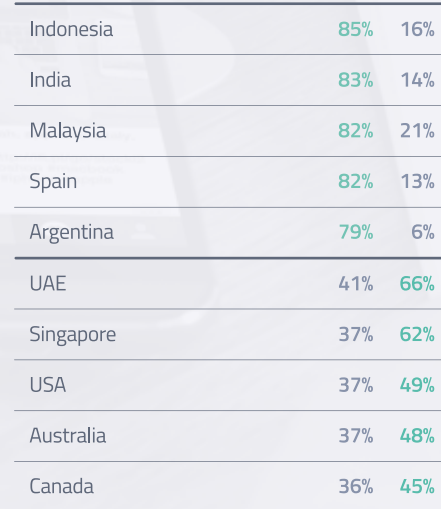 Indonesia 85% 16%
India 83% 14%
Malaysia 82% 21%
Spain 82% 13%
Argentina 79% 6%
UAE 41% 66%
Singapore 37% 62%
USA 37% 49%
Australia 37% 48%
Canada 36% 45%